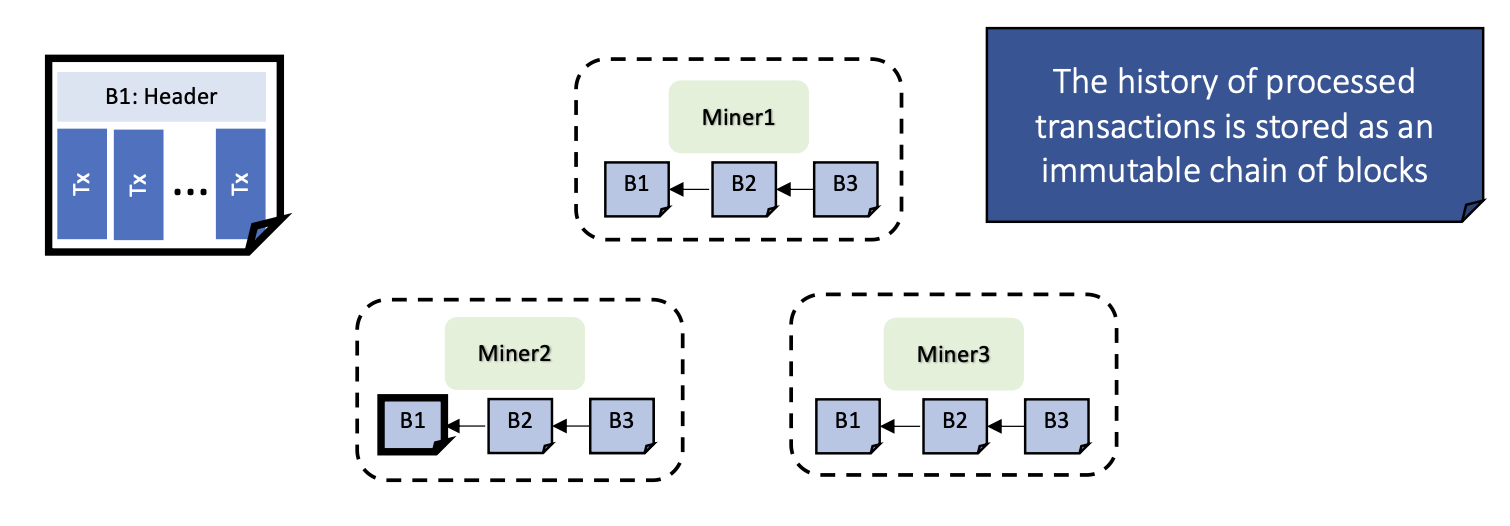 B1: Header
Tx
Tx
...
Tx
Miner1
B1
B2
B3
The history of processed
transactions is stored as an
immutable chain of blocks
Miner2
B1
B2
B3
Miner3
B1
B2
B3